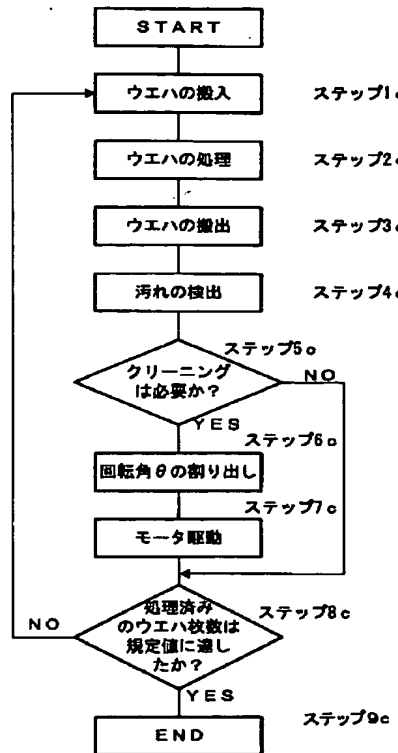 START
ウエハの搬入
ステップ1c
ウエハの処理
ステップ2c
ウエハの搬出
ステップ3c
汚れの検出
ステップ4c
ステップ5c
クリーニング
は必要か?
NO
YES
ステップ6c
回転角θの割り出し
ステップ7c
モータ駆動
処理済み
のウエハ枚数は
規定値に達し
たか?
ステップ8c
NO
YES
ステップ9c
END